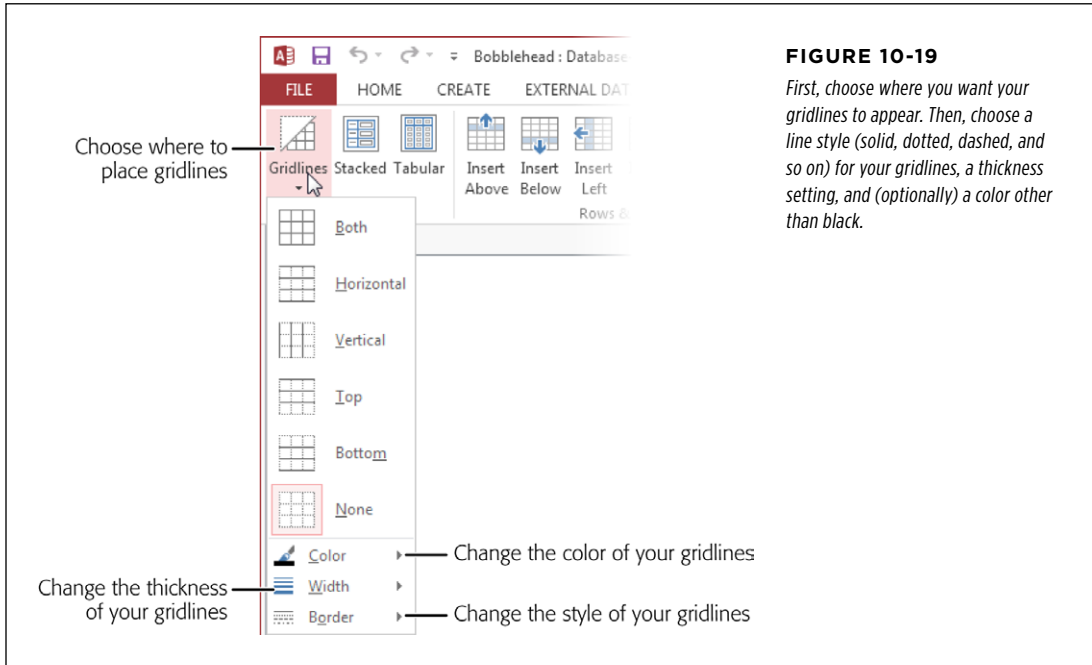 Bobblehead : Database
FILE HOME CREATE EXTERNAL DAT
Choose where to
place gridlines
Gridlines Stacked Tabular Insert Insert Insert
Above Below Left
Rows &
Both
Horizontal
Vertical
Top
Bottom
None
Color
Width
Border
Change the color of your gridlines
Change the thickness
of your gridlines
Change the style of your gridlines
FIGURE 10-19
First, choose where you want your
gridlines to appear. Then, choose a
line style (solid, dotted, dashed, and
so on) for your gridlines, a thickness
setting, and (optionally) a color other
than black.